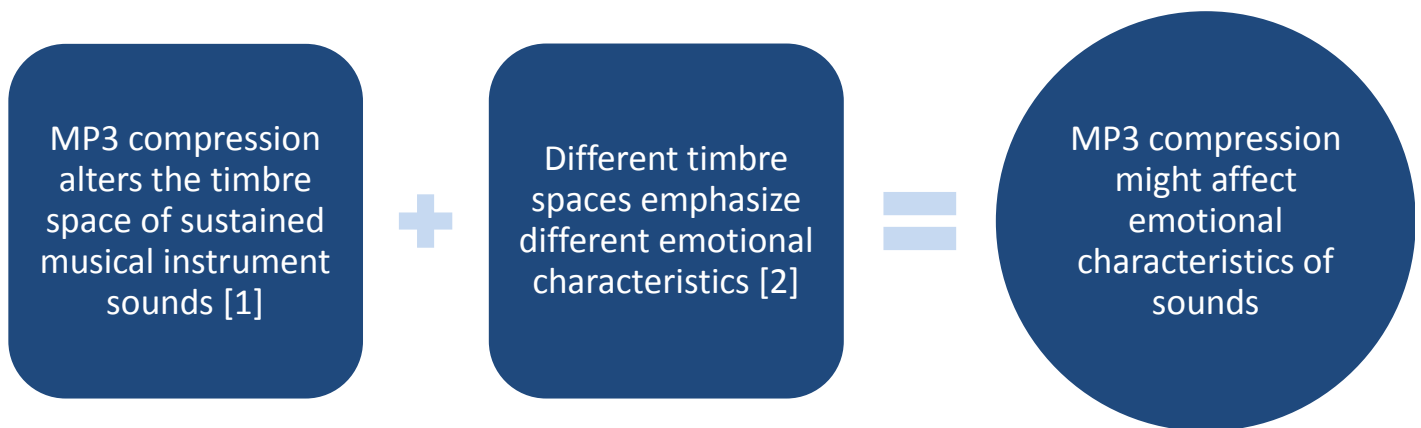 MP3 compression
alters the timbre
space of sustained
musical instrument
sounds [1]
Different timbre
spaces emphasize
different emotional
characteristics [2]
MP3 compression
might affect
emotional
characteristics of
sounds